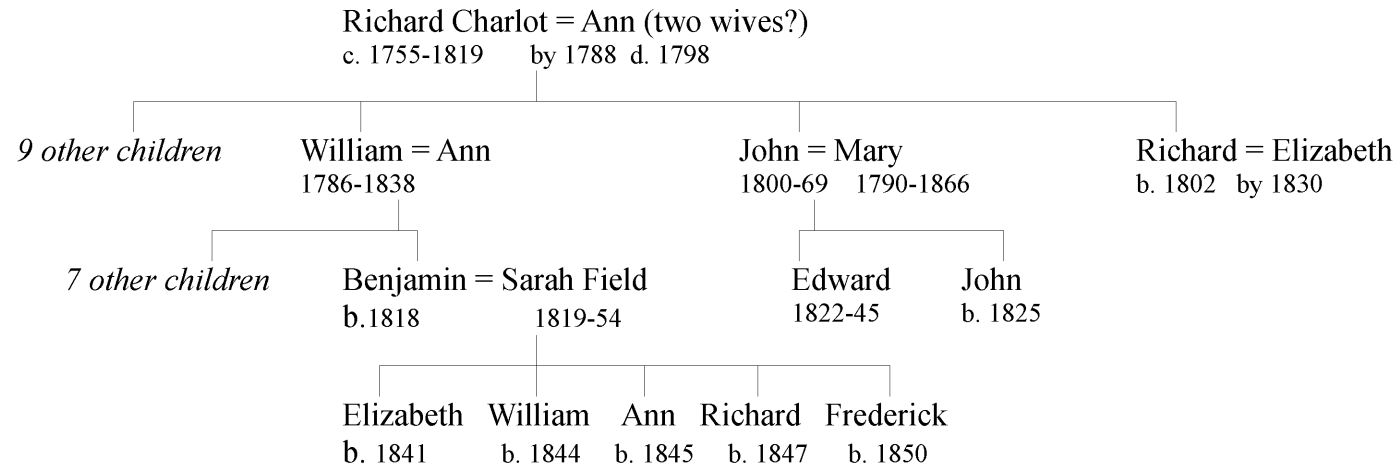 Richard Charlot = Ann (two wives?)
c. 1755-1819 by 1788 d. 1798
9 other children William = Ann John = Mary Richard = Elizabeth
1786-1838 1800-69 1790-1866 b. 1802 by 1830
7 other children Benjamin = Sarah Field Edward John
b.1818 1819-54 1822-45 b. 1825
Elizabeth William Ann Richard Frederick
b. 1841 b. 1844 b. 1845 b. 1847 b. 1850